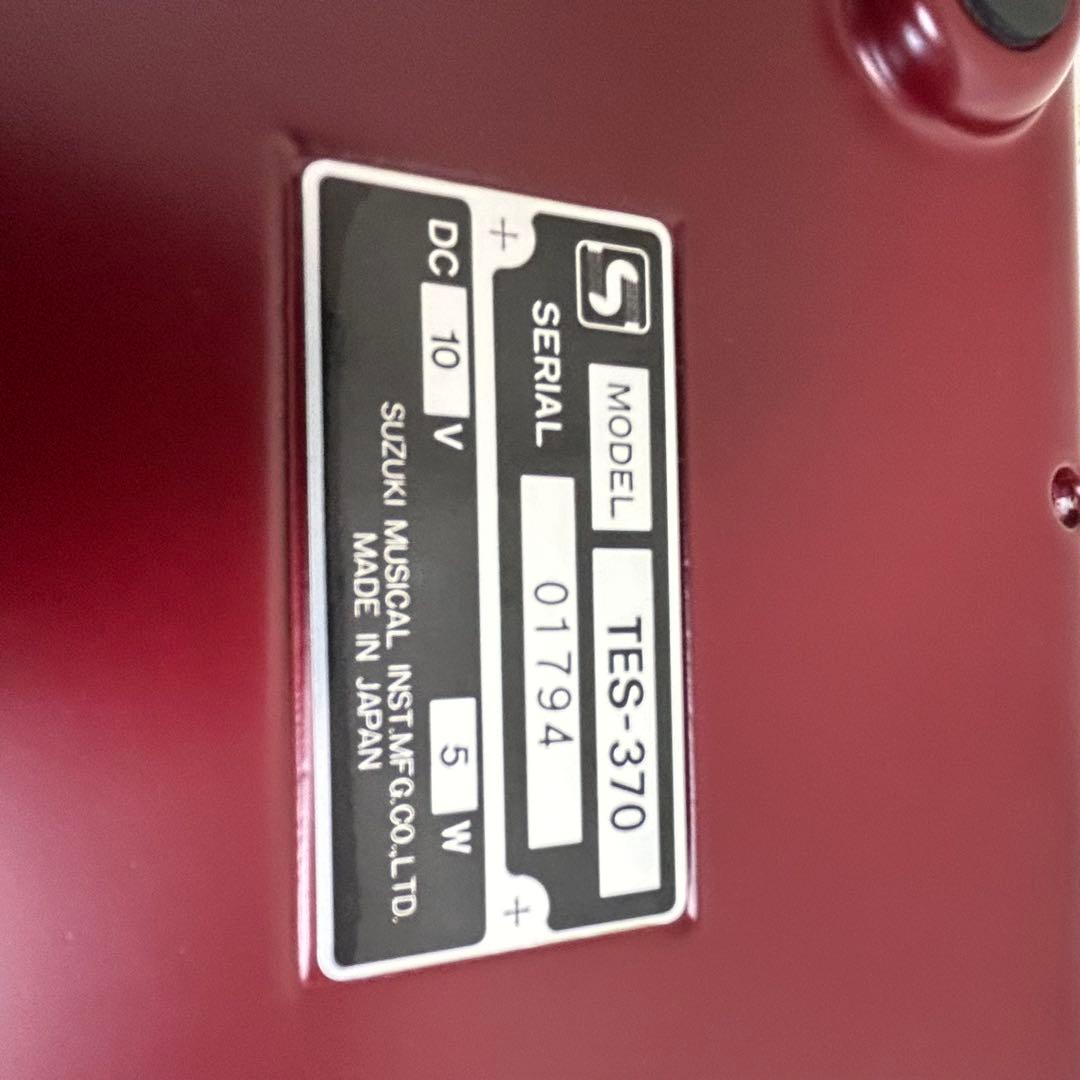 S
MODEL TES-370
SERIAL 01794
DC 10 V 5 W
SUZUKI MUSICAL INST.MFG.CO.,LTD.
MADE IN JAPAN